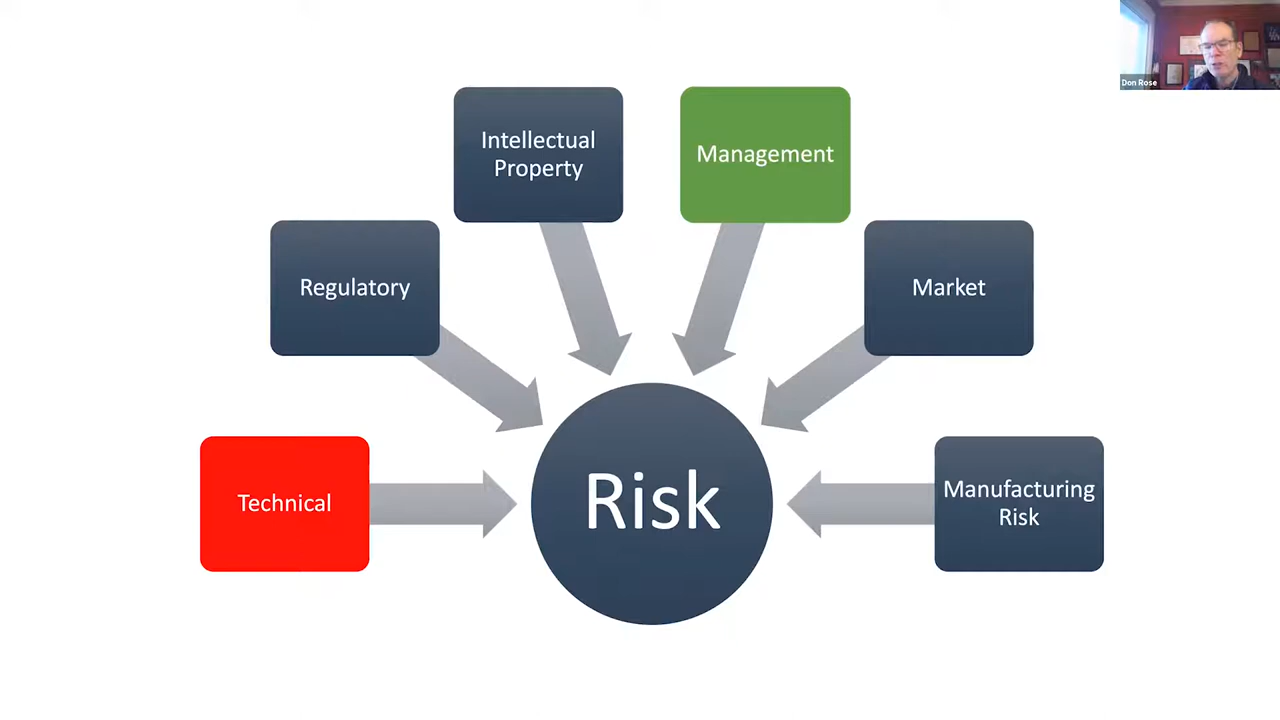 Don Rose
Intellectual
Property
Management
Regulatory
Market
Technical
Risk
Manufacturing
Risk